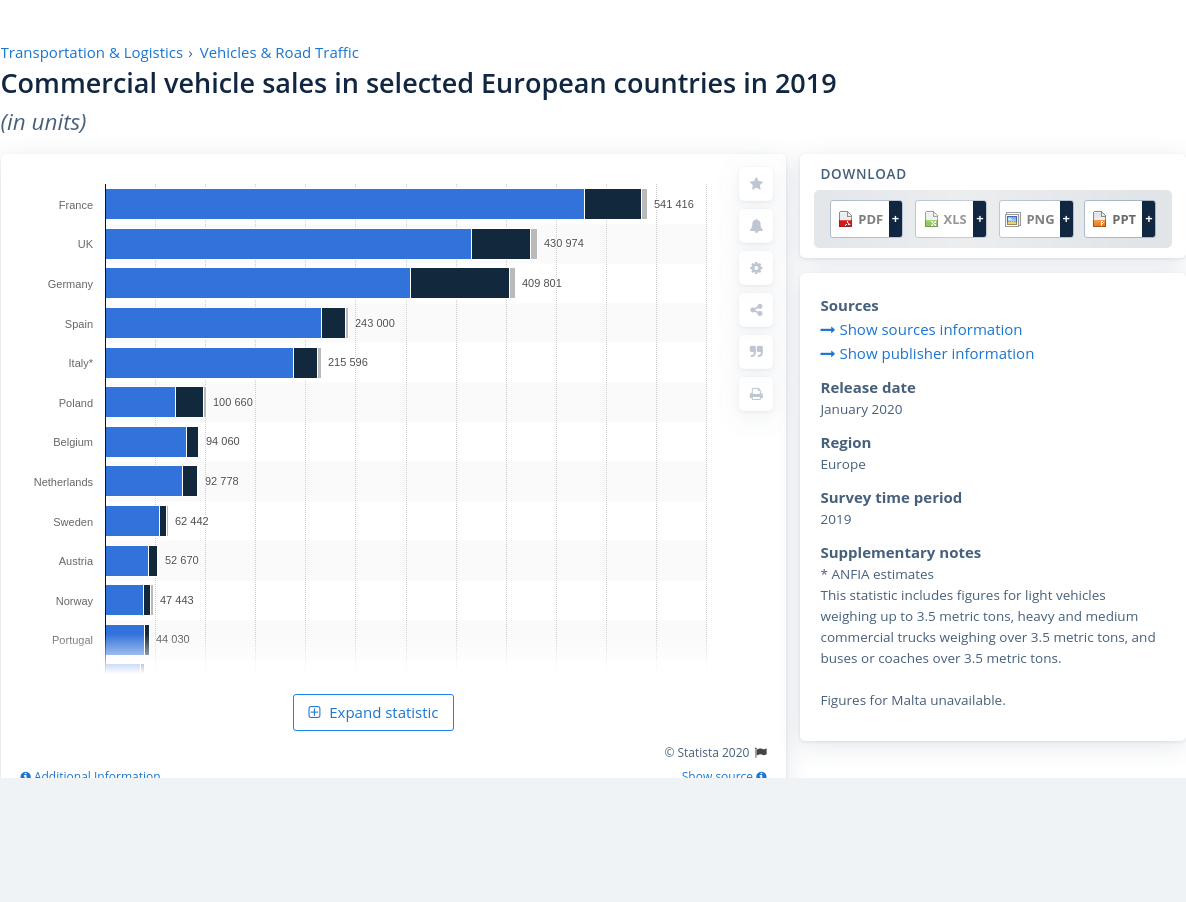 Transportation & Logistics › Vehicles & Road Traffic
Commercial vehicle sales in selected European countries in 2019
(in units)
France 541 416
UK 430 974
Germany 409 801
Spain 243 000
Italy* 215 596
Poland 100 660
Belgium 94 060
Netherlands 92 778
Sweden 62 442
Austria 52 670
Norway 47 443
Portugal 44 030
Expand statistic
© Statista 2020
Additional Information Show source
DOWNLOAD
PDF + XLS + PNG + PPT +
Sources
Show sources information
Show publisher information
Release date
January 2020
Region
Europe
Survey time period
2019
Supplementary notes
* ANFIA estimates
This statistic includes figures for light vehicles
weighing up to 3.5 metric tons, heavy and medium
commercial trucks weighing over 3.5 metric tons, and
buses or coaches over 3.5 metric tons.
Figures for Malta unavailable.